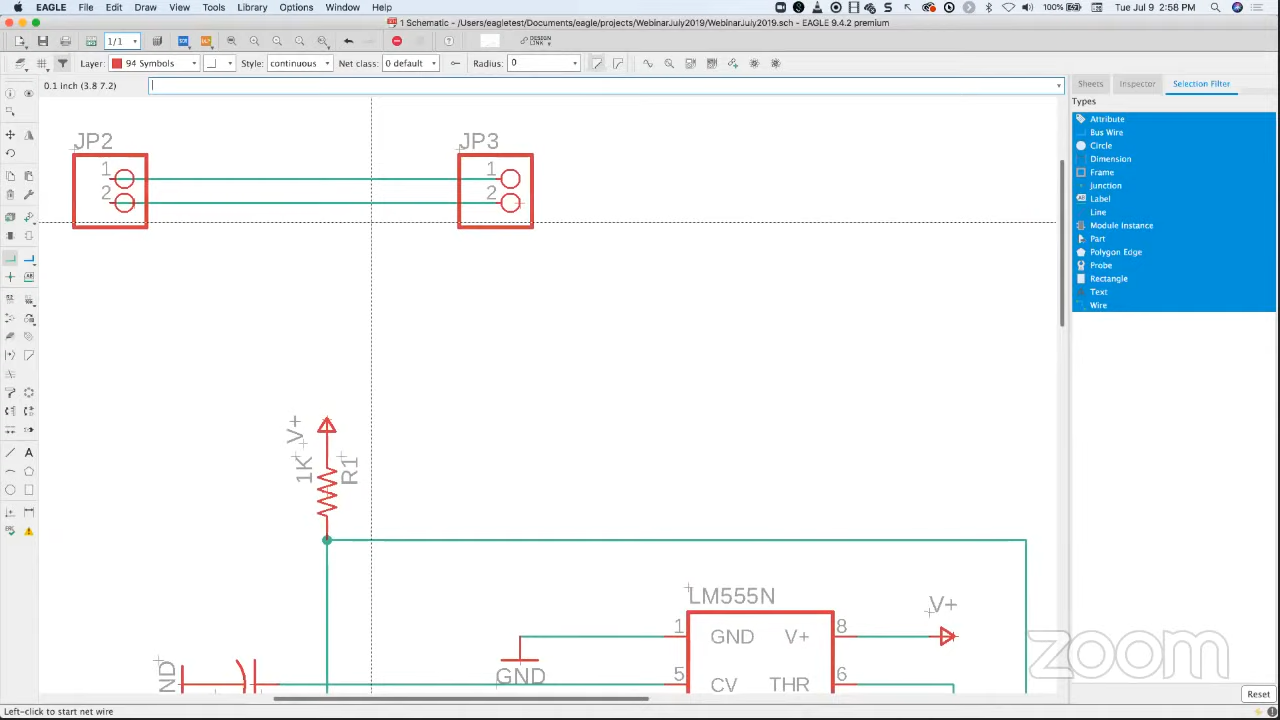 EAGLE File Edit Draw View Tools Library Options Window Help 100% Tue Jul 9 2:58 PM
1 Schematic - /Users/eagletest/Documents/eagle/projects/WebinarJuly2019/WebinarJuly2019.sch - EAGLE 9.4.2 premium
1/1 DESIGN LINK
Layer: 94 Symbols Style: continuous Net class: 0 default Radius: 0
0.1 inch (3.8 7.2)
Sheets Inspector Selection Filter
Types
Attribute
Bus Wire
Circle
Dimension
Frame
Junction
Label
Line
Module Instance
Part
Polygon Edge
Probe
Rectangle
Text
Wire
JP2 JP3
1 1
2 2
V+
1K R1
LM555N
V+
1 GND V+ 8
GND
ND
5 CV THR 6
zoom
Reset
Left-click to start net wire